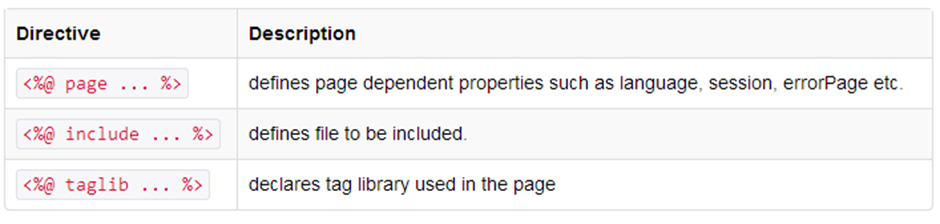 Directive Description
<%@ page ... %> defines page dependent properties such as language, session, errorPage etc.
<%@ include ... %> defines file to be included.
<%@ taglib ... %> declares tag library used in the page